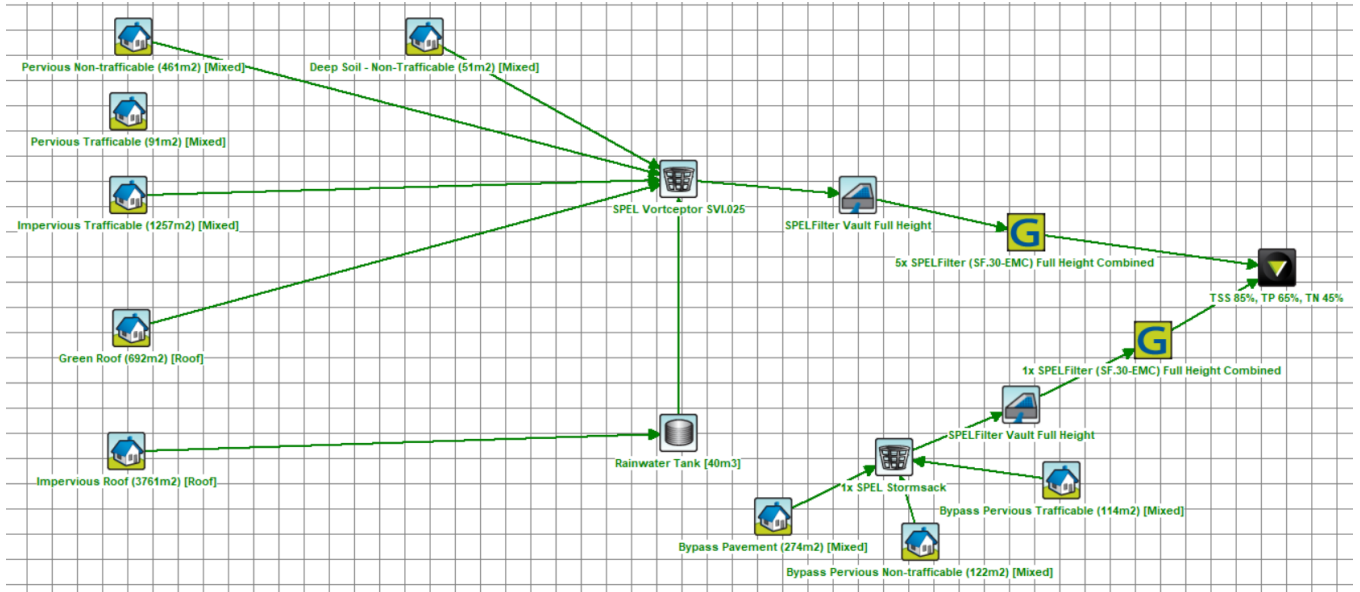 Pervious Non-trafficable (461m2) [Mixed]
Deep Soil - Non-Trafficable (51m2) [Mixed]
Pervious Trafficable (91m2) [Mixed]
Impervious Trafficable (1257m2) [Mixed]
SPEL Vortceptor SVI.025
SPELFilter Vault Full Height
G
5x SPELFilter (SF.30-EMC) Full Height Combined
TSS 85%, TP 65%, TN 45%
Green Roof (692m2) [Roof]
G
1x SPELFilter (SF.30-EMC) Full Height Combined
SPELFilter Vault Full Height
Impervious Roof (3761m2) [Roof]
Rainwater Tank [40m3]
1x SPEL Stormsack
Bypass Pervious Trafficable (114m2) [Mixed]
Bypass Pavement (274m2) [Mixed]
Bypass Pervious Non-trafficable (122m2) [Mixed]